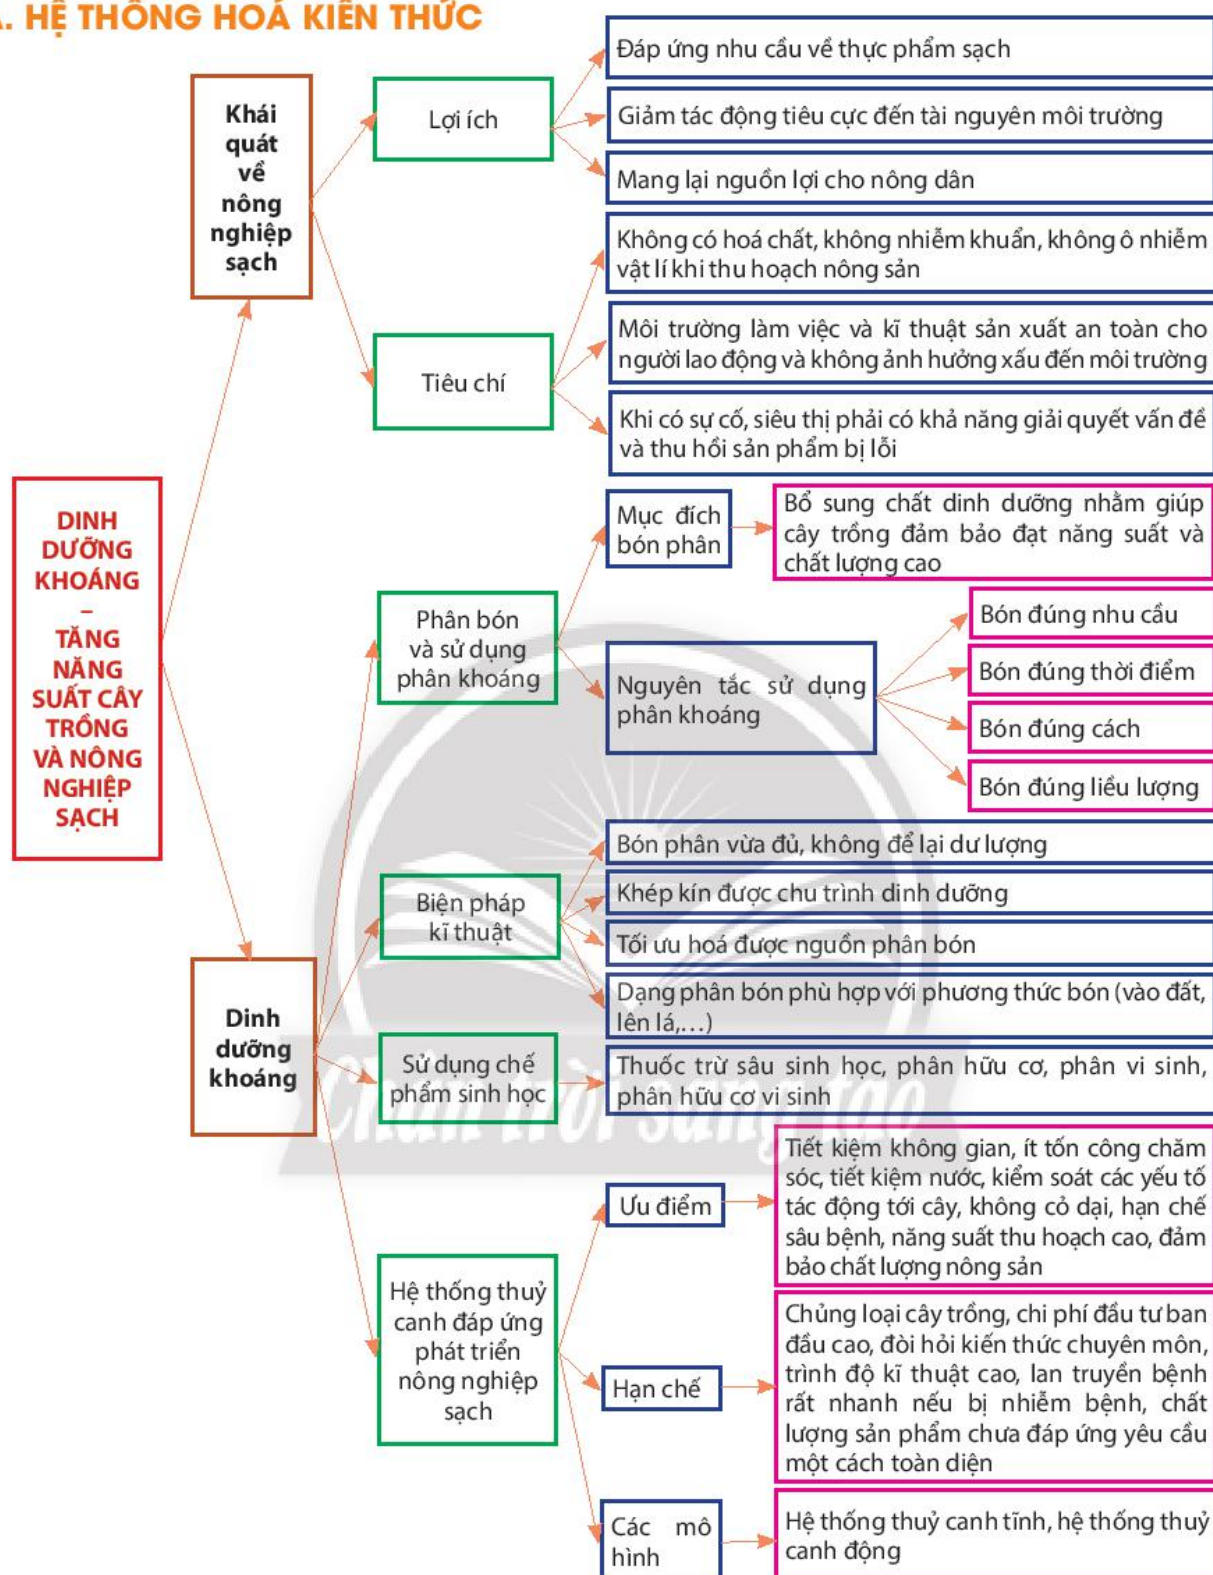 A. HỆ THỐNG HOÁ KIẾN THỨC
DINH
DƯỠNG
KHOÁNG
–
TĂNG
NĂNG
SUẤT CÂY
TRỒNG
VÀ NÔNG
NGHIỆP
SẠCH
Khái
quát
về
nông
nghiệp
sạch
Lợi ích
Đáp ứng nhu cầu về thực phẩm sạch
Giảm tác động tiêu cực đến tài nguyên môi trường
Mang lại nguồn lợi cho nông dân
Tiêu chí
Không có hoá chất, không nhiễm khuẩn, không ô nhiễm
vật lí khi thu hoạch nông sản
Môi trường làm việc và kĩ thuật sản xuất an toàn cho
người lao động và không ảnh hưởng xấu đến môi trường
Khi có sự cố, siêu thị phải có khả năng giải quyết vấn đề
và thu hồi sản phẩm bị lỗi
Dinh
dưỡng
khoáng
Phân bón
và sử dụng
phân khoáng
Mục đích
bón phân
Bổ sung chất dinh dưỡng nhằm giúp
cây trồng đảm bảo đạt năng suất và
chất lượng cao
Nguyên tắc sử dụng
phân khoáng
Bón đúng nhu cầu
Bón đúng thời điểm
Bón đúng cách
Bón đúng liều lượng
Biện pháp
kĩ thuật
Bón phân vừa đủ, không để lại dư lượng
Khép kín được chu trình dinh dưỡng
Tối ưu hoá được nguồn phân bón
Dạng phân bón phù hợp với phương thức bón (vào đất,
lên lá,...)
Sử dụng chế
phẩm sinh học
Thuốc trừ sâu sinh học, phân hữu cơ, phân vi sinh,
phân hữu cơ vi sinh
Chân trời sáng tạo
Hệ thống thuỷ
canh đáp ứng
phát triển
nông nghiệp
sạch
Ưu điểm
Tiết kiệm không gian, ít tốn công chăm
sóc, tiết kiệm nước, kiểm soát các yếu tố
tác động tới cây, không cỏ dại, hạn chế
sâu bệnh, năng suất thu hoạch cao, đảm
bảo chất lượng nông sản
Hạn chế
Chủng loại cây trồng, chi phí đầu tư ban
đầu cao, đòi hỏi kiến thức chuyên môn,
trình độ kĩ thuật cao, lan truyền bệnh
rất nhanh nếu bị nhiễm bệnh, chất
lượng sản phẩm chưa đáp ứng yêu cầu
một cách toàn diện
Các mô
hình
Hệ thống thuỷ canh tĩnh, hệ thống thuỷ
canh động